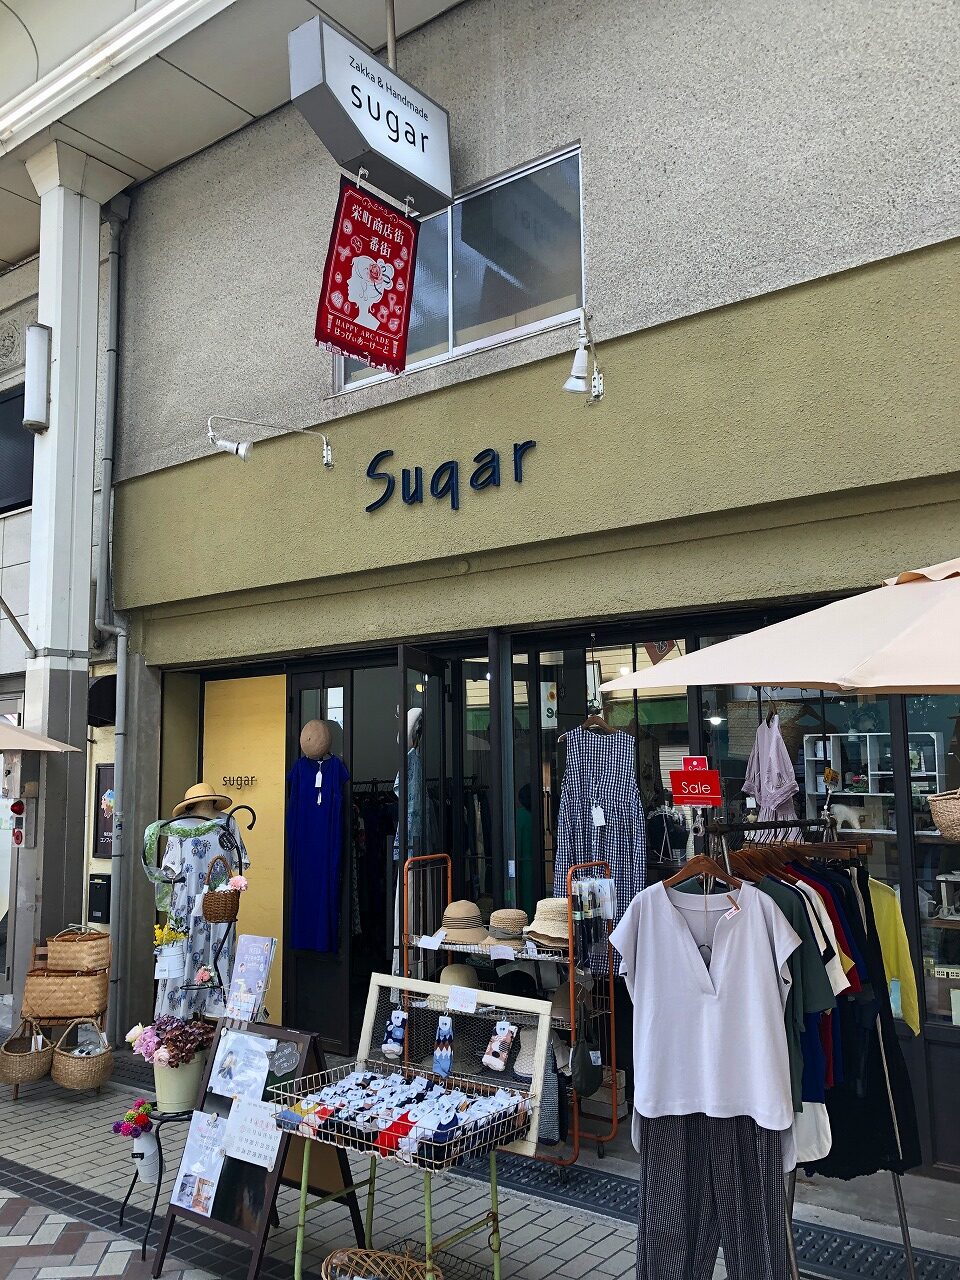 Zakka & Handmade
sugar
栄町商店街
一番街
HAPPY ARCADE
はっぴぃあーけーど
Sugar
sugar
Sale
Sale